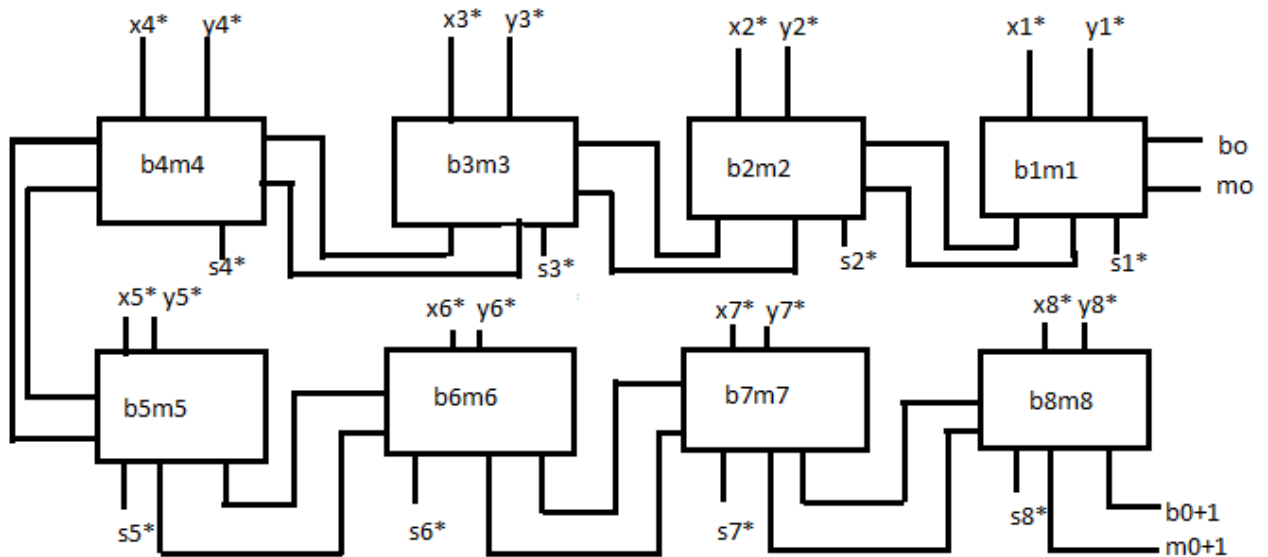 x4* y4* x3* y3* x2* y2* x1* y1*
b4m4 b3m3 b2m2 b1m1 bo
mo
s4* s3* s2* s1*
x5* y5* x6* y6* x7* y7* x8* y8*
b5m5 b6m6 b7m7 b8m8
s5* s6* s7* s8* b0+1
m0+1